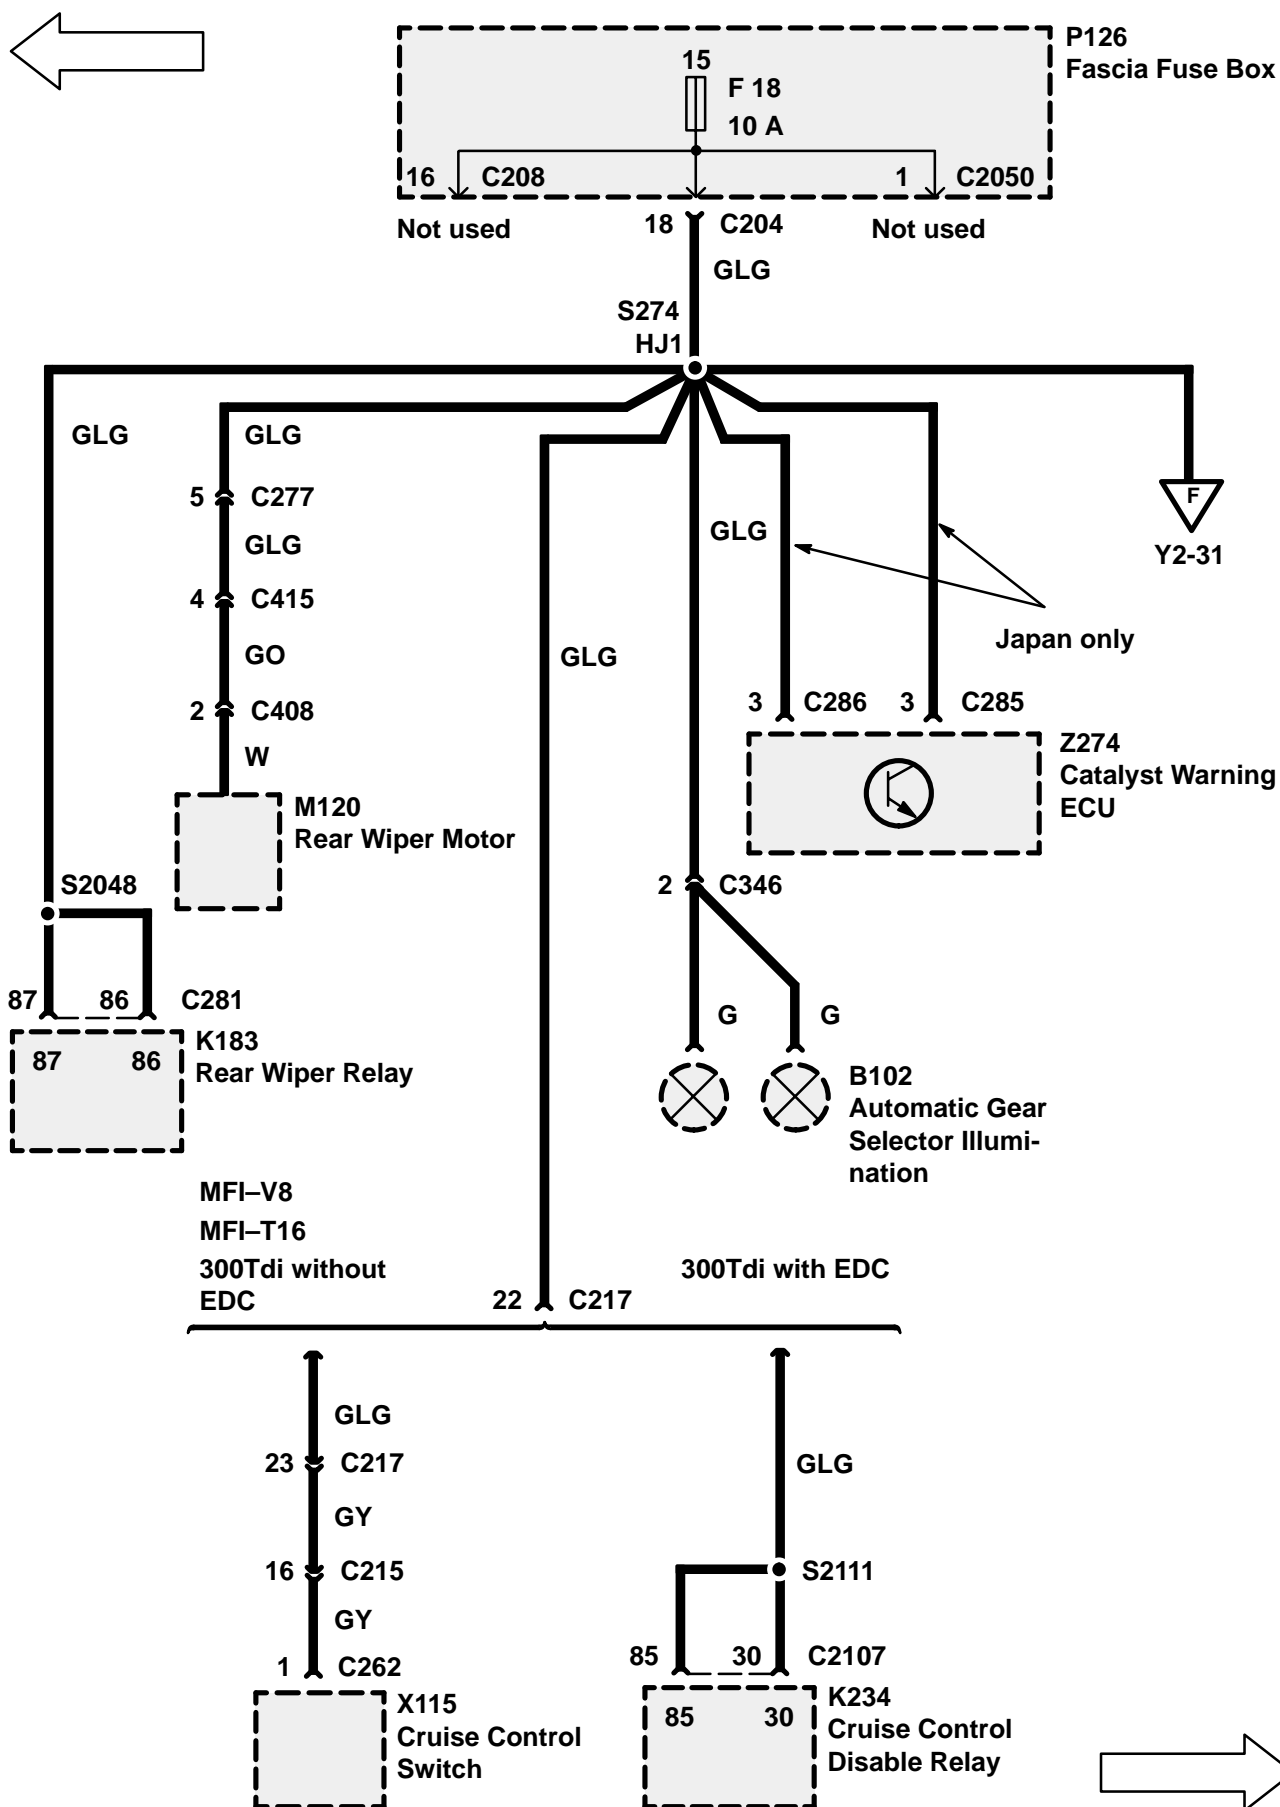 P126
Fascia Fuse Box
15
F 18
10 A
16
C208
1
C2050
Not used
18
C204
Not used
GLG
S274
HJ1
GLG
GLG
5
C277
GLG
4
C415
GO
2
C408
W
M120
Rear Wiper Motor
GLG
GLG
F
Y2-31
Japan only
3
C286
3
C285
Z274
Catalyst Warning
ECU
2
C346
S2048
87
86
C281
87
86
K183
Rear Wiper Relay
G
G
B102
Automatic Gear
Selector Illumi-
nation
MFI–V8
MFI–T16
300Tdi without
EDC
300Tdi with EDC
22
C217
GLG
23
C217
GY
16
C215
GY
1
C262
X115
Cruise Control
Switch
GLG
S2111
85
30
C2107
85
30
K234
Cruise Control
Disable Relay